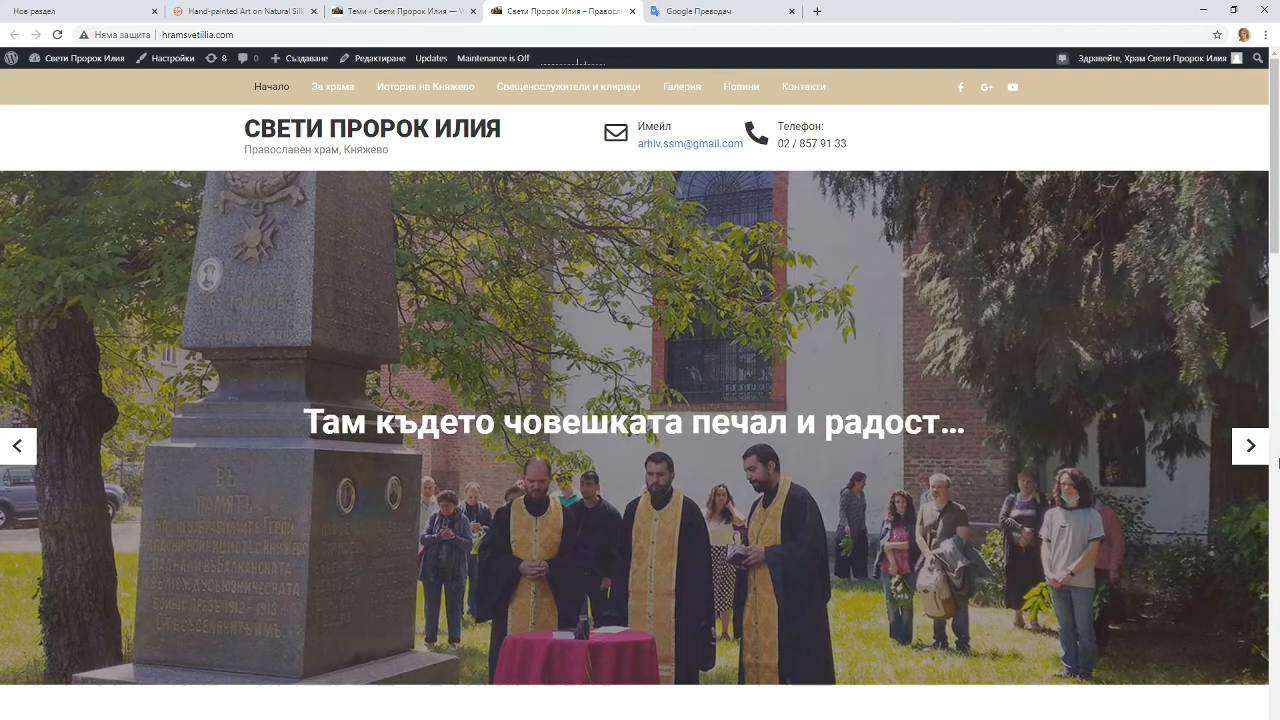 Нов раздел
Hand-painted Art on Natural Silk
Теми ‹ Свети Пророк Илия — W
Свети Пророк Илия – Правосл
Google Преводач
Няма защита
hramsvetiilia.com
Свети Пророк Илия
Настройки
8
0
Създаване
Редактиране
Updates
Maintenance is Off
Здравейте, Храм Свети Пророк Илия
Начало
За храма
История на Княжево
Свещенослужители и клирици
Галерия
Новини
Контакти
СВЕТИ ПРОРОК ИЛИЯ
Православен храм, Княжево
Имейл
arhiv.ssm@gmail.com
Телефон:
02 / 857 91 33
Там където човешката печал и радост...
ВЪ
ПАМЕТЬ